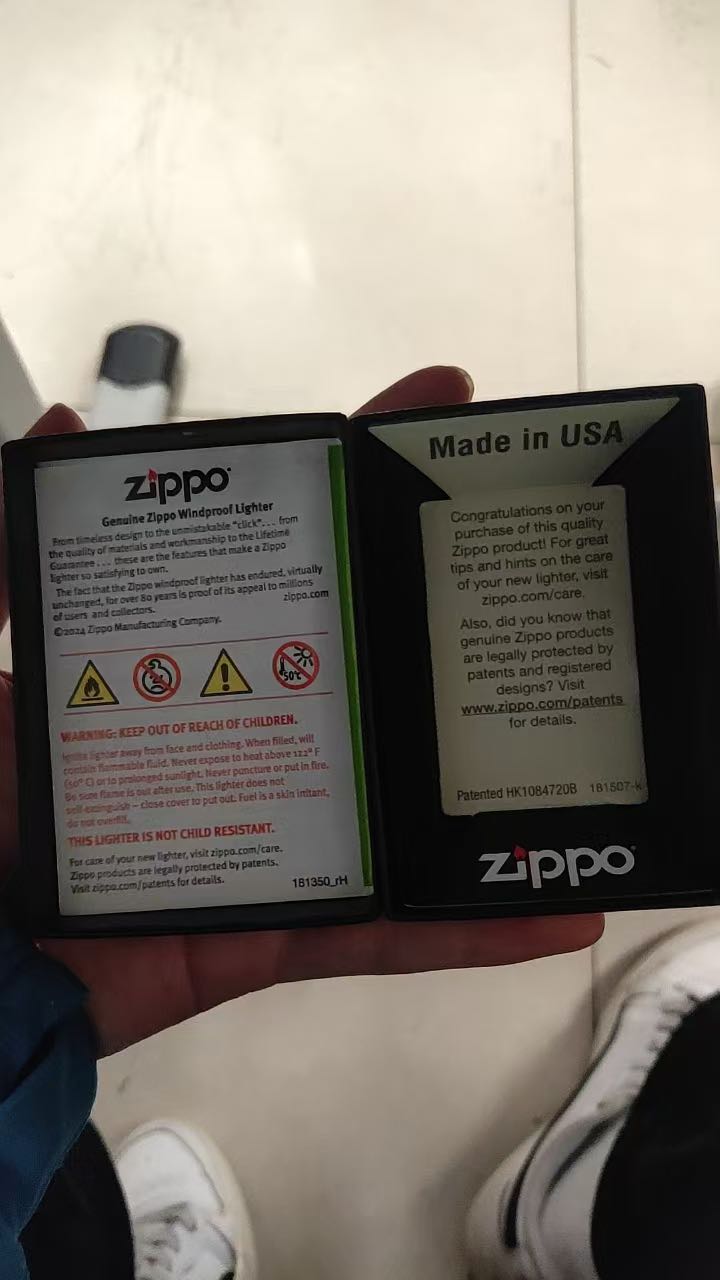 zippo
Genuine Zippo Windproof Lighter
From timeless design to the unmistakable “click”... from
the quality of materials and workmanship to the Lifetime
Guarantee ... these are the features that make a Zippo
lighter so satisfying to own.
The fact that the Zippo windproof lighter has endured, virtually
unchanged, for over 80 years is proof of its appeal to millions
of users and collectors.
zippo.com
©2024 Zippo Manufacturing Company.
50°C
WARNING: KEEP OUT OF REACH OF CHILDREN.
Ignite lighter away from face and clothing. When filled, will
contain flammable fluid. Never expose to heat above 122° F
(50° C) or to prolonged sunlight. Never puncture or put in fire.
Be sure flame is out after use. This lighter does not
self-extinguish – close cover to put out. Fuel is a skin irritant,
do not overfill.
THIS LIGHTER IS NOT CHILD RESISTANT.
For care of your new lighter, visit zippo.com/care.
Zippo products are legally protected by patents.
Visit zippo.com/patents for details.
181350_rH
Made in USA
Congratulations on your
purchase of this quality
Zippo product! For great
tips and hints on the care
of your new lighter, visit
zippo.com/care.
Also, did you know that
genuine Zippo products
are legally protected by
patents and registered
designs? Visit
www.zippo.com/patents
for details.
Patented HK1084720B 181507-K
zippo